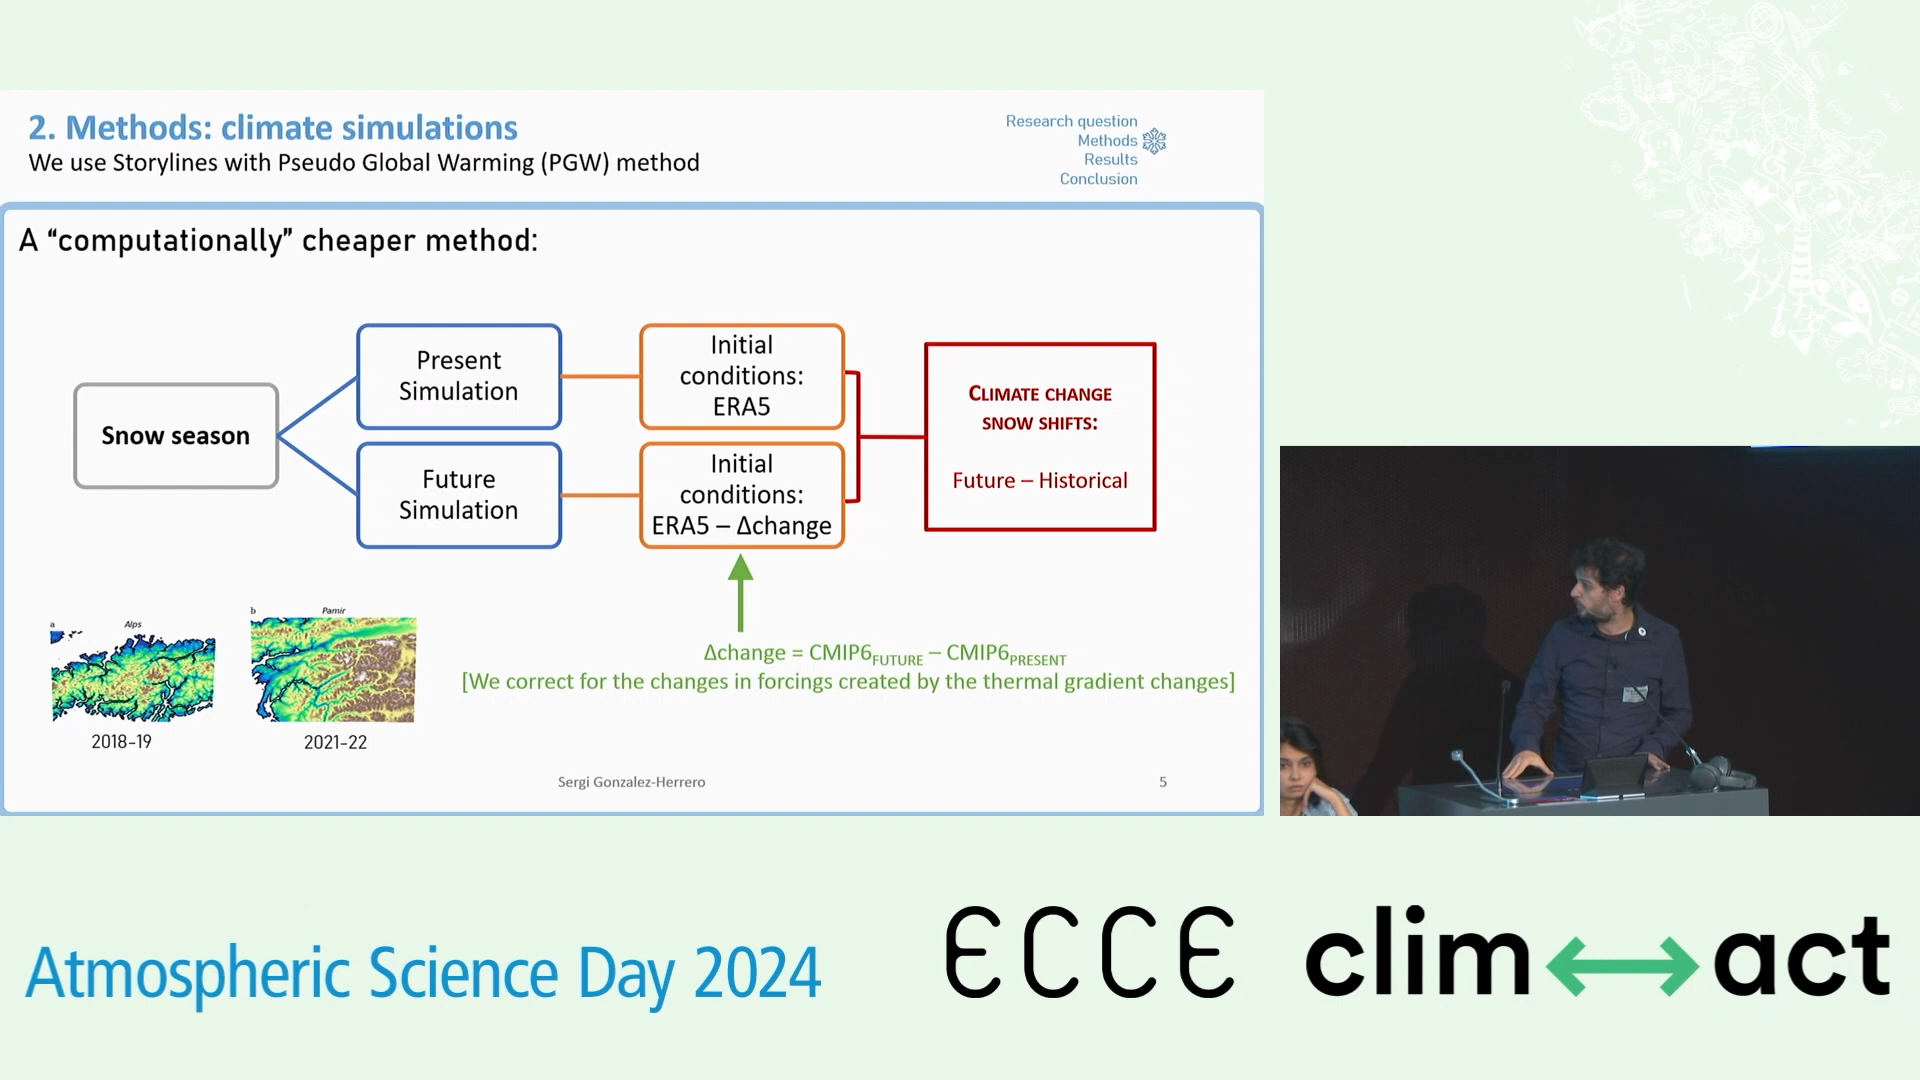 2. Methods: climate simulations
We use Storylines with Pseudo Global Warming (PGW) method
Research question
Methods
Results
Conclusion
A “computationally” cheaper method:
Snow season
Present
Simulation
Future
Simulation
Initial
conditions:
ERA5
Initial
conditions:
ERA5 – Δchange
CLIMATE CHANGE
SNOW SHIFTS:
Future – Historical
Δchange = CMIP6FUTURE – CMIP6PRESENT
[We correct for the changes in forcings created by the thermal gradient changes]
a
Alps
2018-19
b
Pamir
2021-22
Sergi Gonzalez-Herrero
5
Atmospheric Science Day 2024
ECCE
clim act